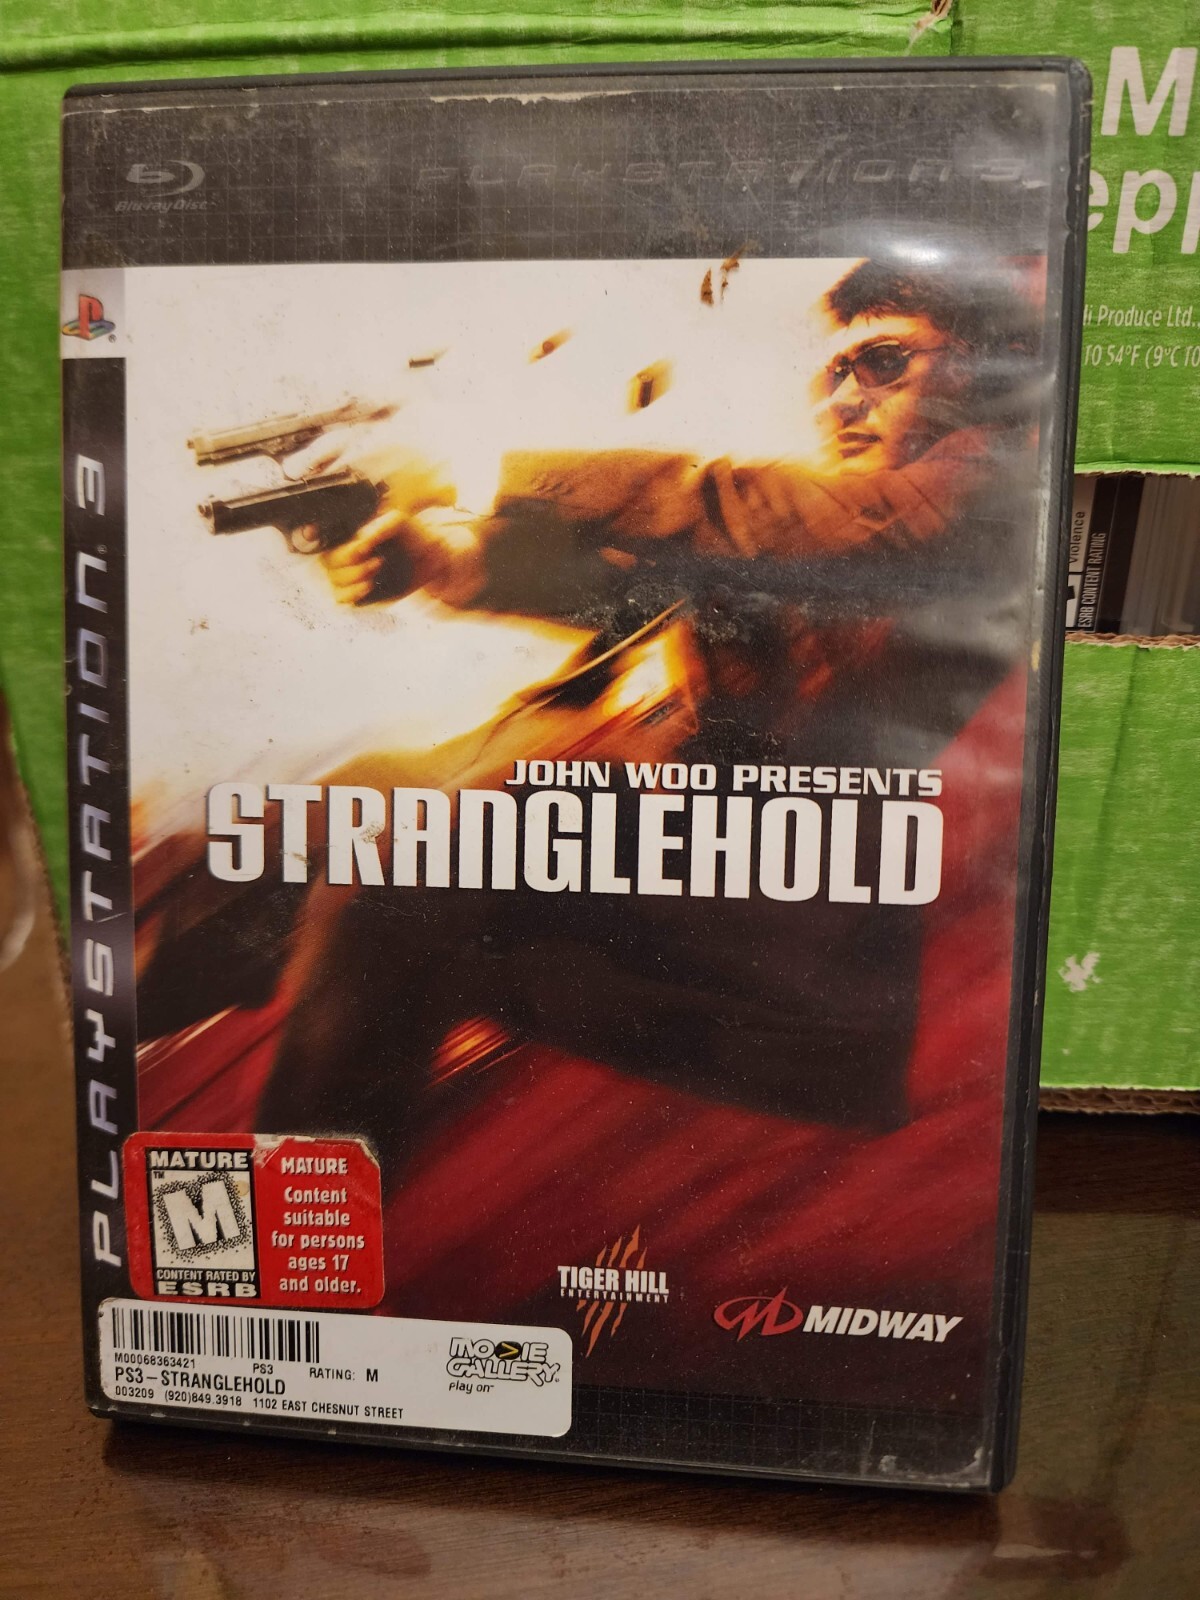 Blu-ray Disc
PLAYSTATION 3
PLAYSTATION 3
JOHN WOO PRESENTS
STRANGLEHOLD
MATURE
M
CONTENT RATED BY
ESRB
MATURE
Content
suitable
for persons
ages 17
and older.
TIGER HILL
ENTERTAINMENT
MIDWAY
M00068363421
PS3
RATING: M
PS3-STRANGLEHOLD
003209 (920)849.3918 1102 EAST CHESNUT STREET
MOVIE
GALLERY
play on
Produce Ltd.
TO 54°F (9°C TO
Violence
ESRB CONTENT RATING